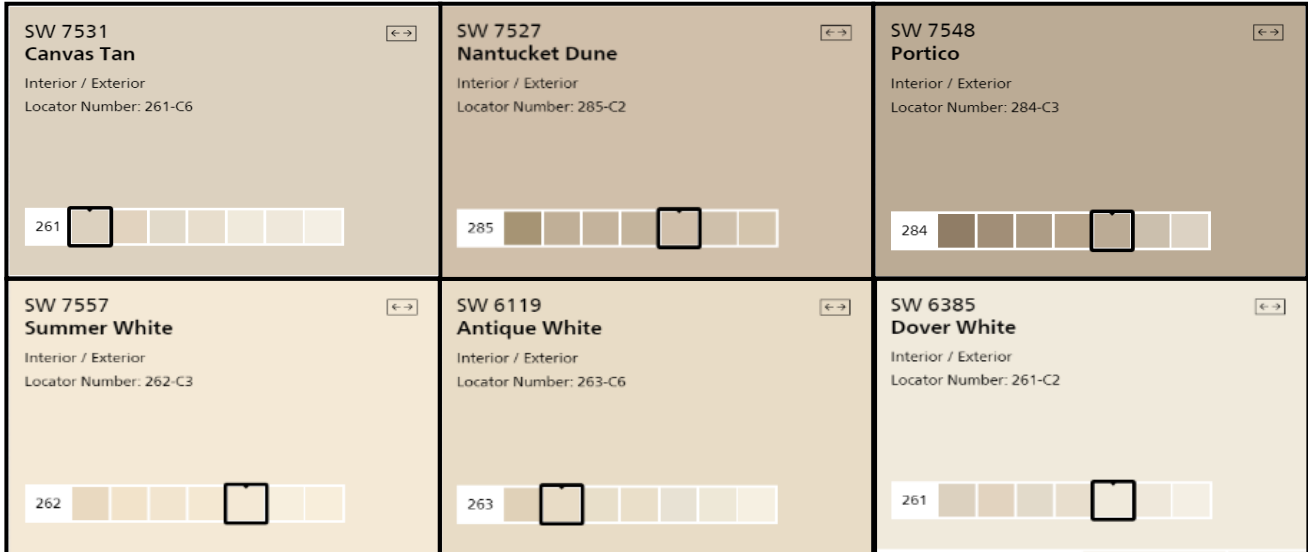 SW 7531
Canvas Tan
Interior / Exterior
Locator Number: 261-C6
261
SW 7527
Nantucket Dune
Interior / Exterior
Locator Number: 285-C2
285
SW 7548
Portico
Interior / Exterior
Locator Number: 284-C3
284
SW 7557
Summer White
Interior / Exterior
Locator Number: 262-C3
262
SW 6119
Antique White
Interior / Exterior
Locator Number: 263-C6
263
SW 6385
Dover White
Interior / Exterior
Locator Number: 261-C2
261